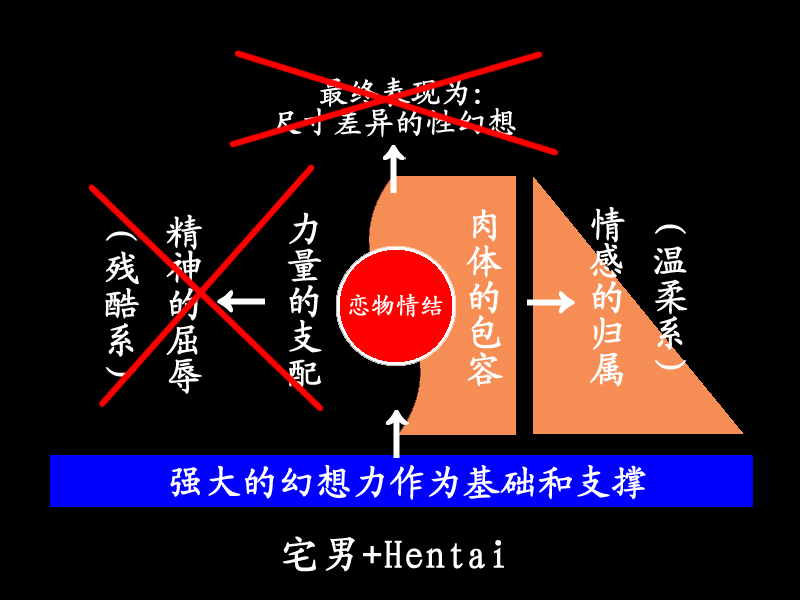 最终表现为:
尺寸差异的性幻想
(残酷系)
精神的屈辱
力量的支配
恋物情结
肉体的包容
情感的归属
(温柔系)
强大的幻想力作为基础和支撑
宅男+Hentai